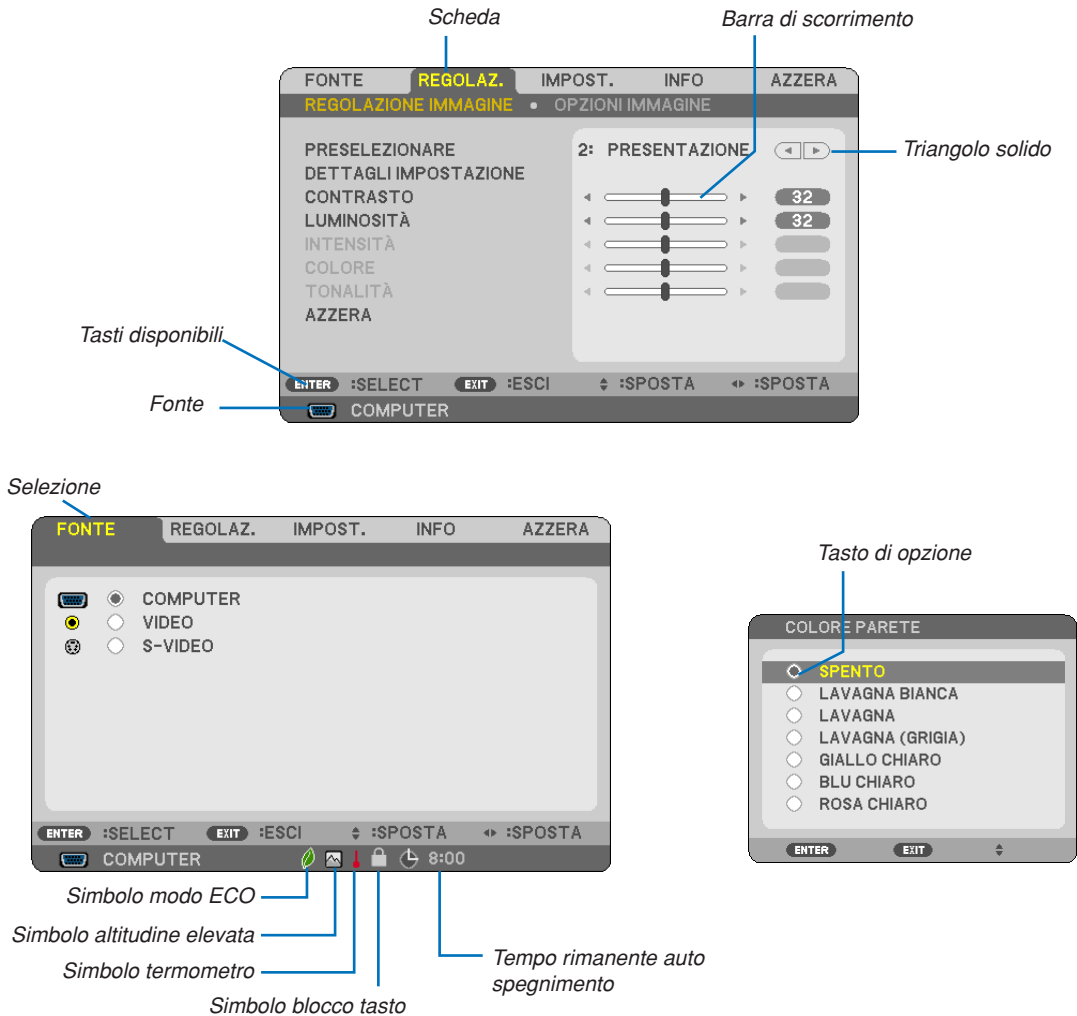 Scheda
Barra di scorrimento
FONTE REGOLAZ. IMPOST. INFO AZZERA
REGOLAZIONE IMMAGINE • OPZIONI IMMAGINE
PRESELEZIONARE 2: PRESENTAZIONE
Triangolo solido
DETTAGLI IMPOSTAZIONE
CONTRASTO 32
LUMINOSITÀ 32
INTENSITÀ
COLORE
TONALITÀ
AZZERA
Tasti disponibili
ENTER :SELECT EXIT :ESCI :SPOSTA :SPOSTA
Fonte
COMPUTER
Selezione
FONTE REGOLAZ. IMPOST. INFO AZZERA
COMPUTER
VIDEO
S-VIDEO
ENTER :SELECT EXIT :ESCI :SPOSTA :SPOSTA
COMPUTER 8:00
Simbolo modo ECO
Simbolo altitudine elevata
Simbolo termometro
Simbolo blocco tasto
Tempo rimanente auto
spegnimento
Tasto di opzione
COLORE PARETE
SPENTO
LAVAGNA BIANCA
LAVAGNA
LAVAGNA (GRIGIA)
GIALLO CHIARO
BLU CHIARO
ROSA CHIARO
ENTER EXIT